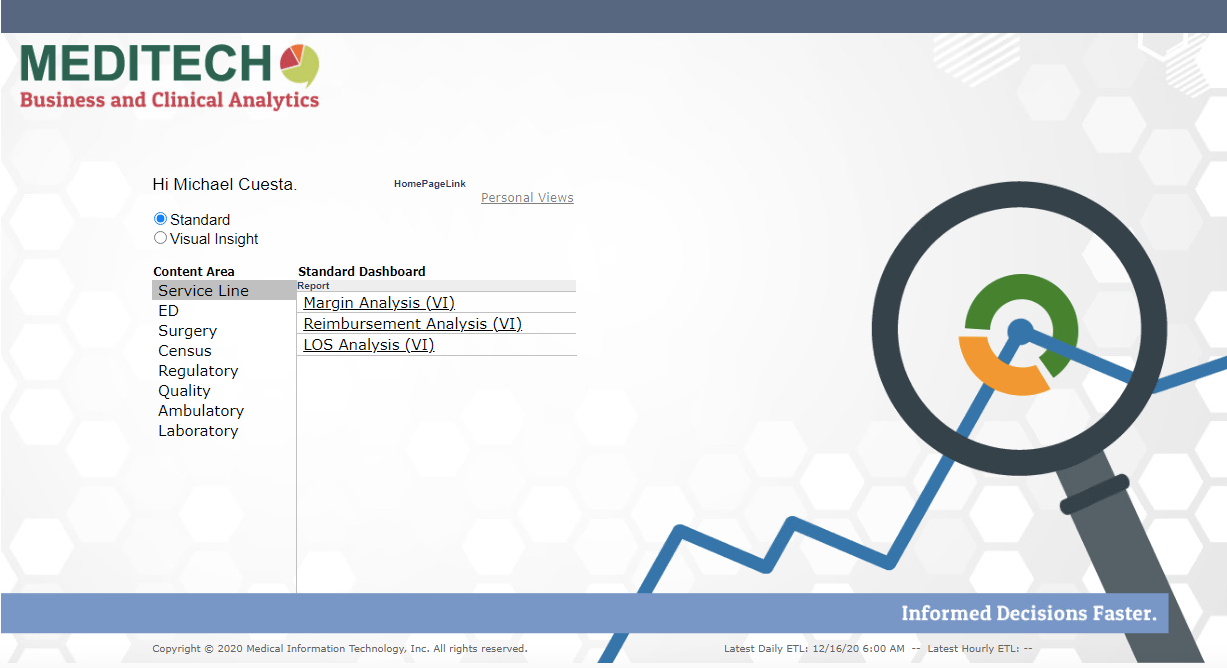 MEDITECH
Business and Clinical Analytics
Hi Michael Cuesta.
HomePageLink
Personal Views
Standard
Visual Insight
Content Area
Standard Dashboard
Service Line
Report
ED
Margin Analysis (VI)
Surgery
Reimbursement Analysis (VI)
Census
LOS Analysis (VI)
Regulatory
Quality
Ambulatory
Laboratory
Informed Decisions Faster.
Copyright © 2020 Medical Information Technology, Inc. All rights reserved.
Latest Daily ETL: 12/16/20 6:00 AM -- Latest Hourly ETL: --